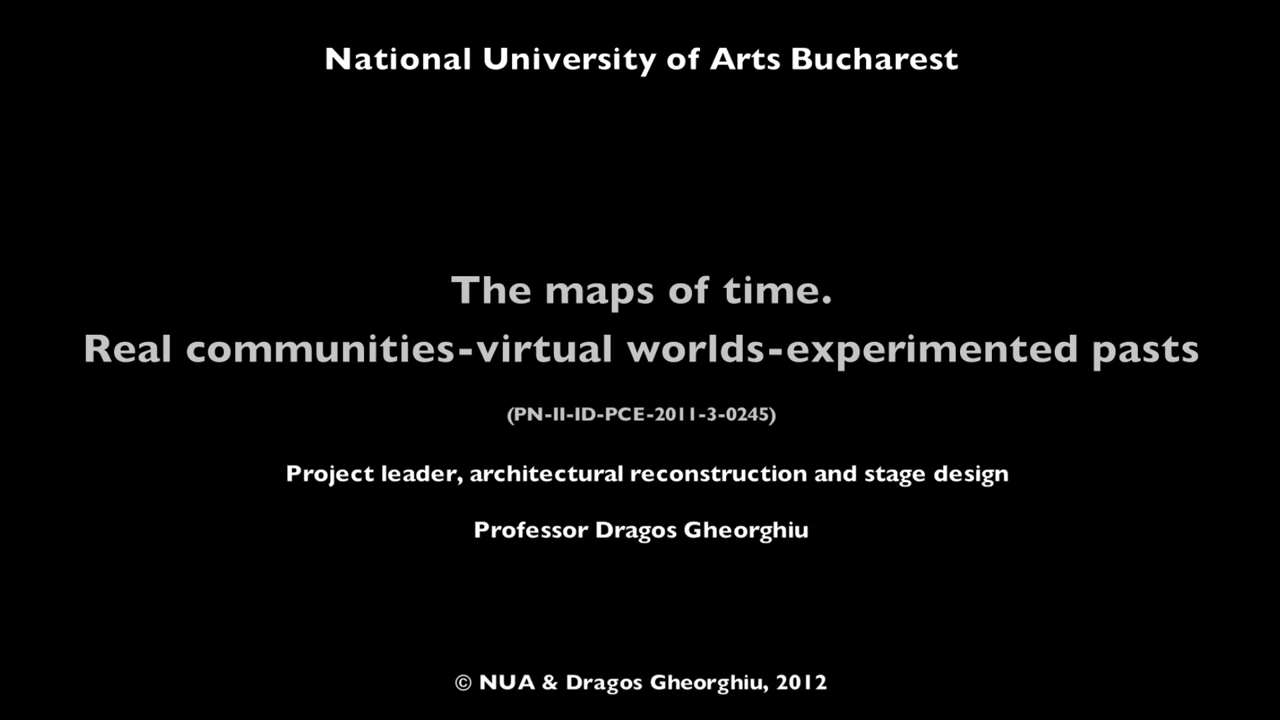 National University of Arts Bucharest
The maps of time.
Real communities-virtual worlds-experimented pasts
(PN-II-ID-PCE-2011-3-0245)
Project leader, architectural reconstruction and stage design
Professor Dragos Gheorghiu
© NUA & Dragos Gheorghiu, 2012